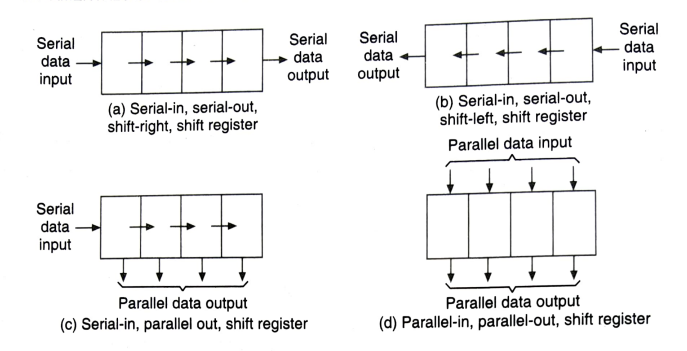 Serial
data
input
Serial
data
output
(a) Serial-in, serial-out,
shift-right, shift register
Serial
data
output
Serial
data
input
(b) Serial-in, serial-out,
shift-left, shift register
Serial
data
input
Parallel data output
(c) Serial-in, parallel out, shift register
Parallel data input
Parallel data output
(d) Parallel-in, parallel-out, shift register